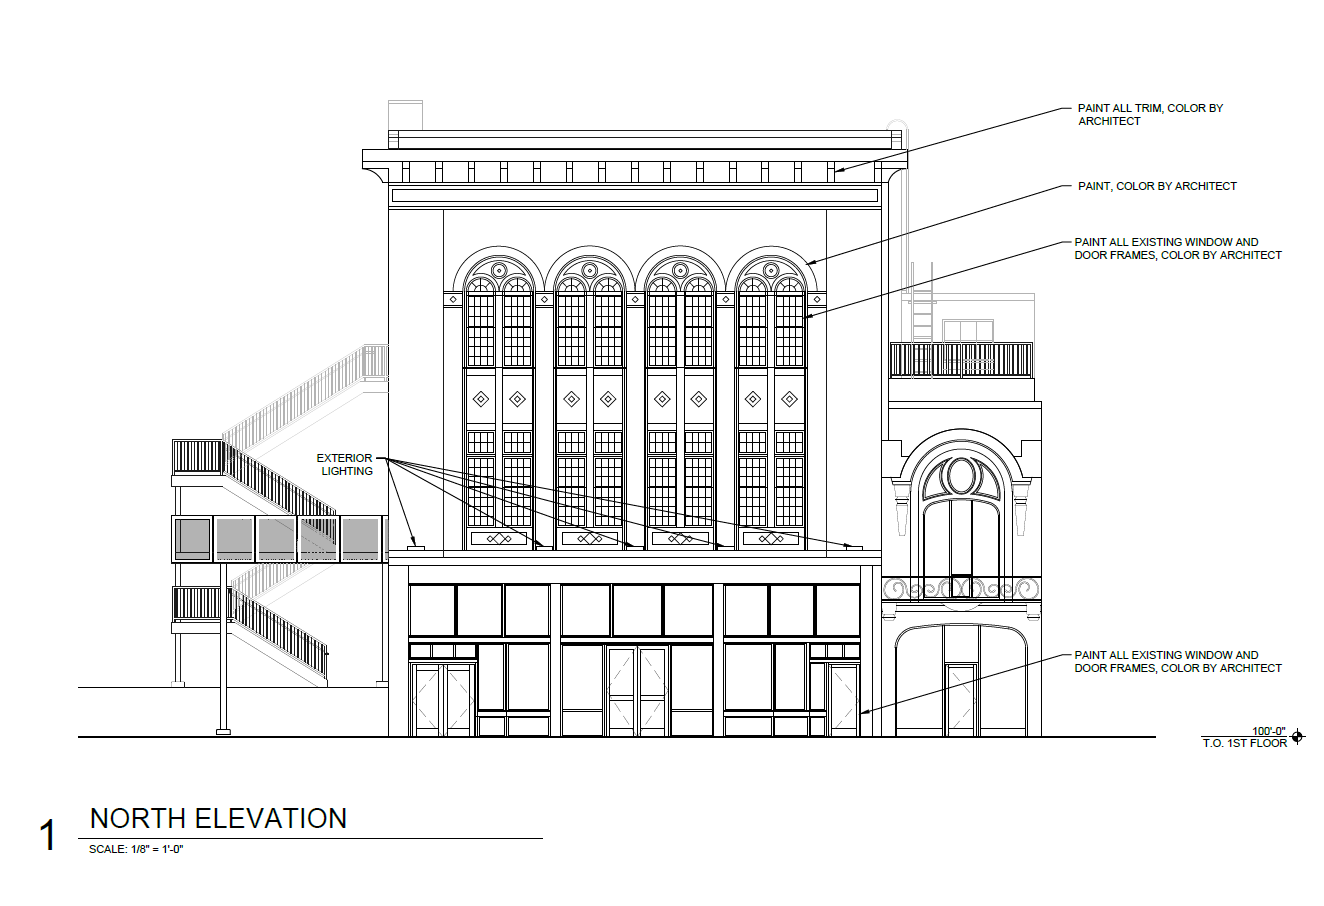 PAINT ALL TRIM, COLOR BY
ARCHITECT
PAINT, COLOR BY ARCHITECT
PAINT ALL EXISTING WINDOW AND
DOOR FRAMES, COLOR BY ARCHITECT
EXTERIOR
LIGHTING
PAINT ALL EXISTING WINDOW AND
DOOR FRAMES, COLOR BY ARCHITECT
100'-0"
T.O. 1ST FLOOR
1
NORTH ELEVATION
SCALE: 1/8" = 1'-0"